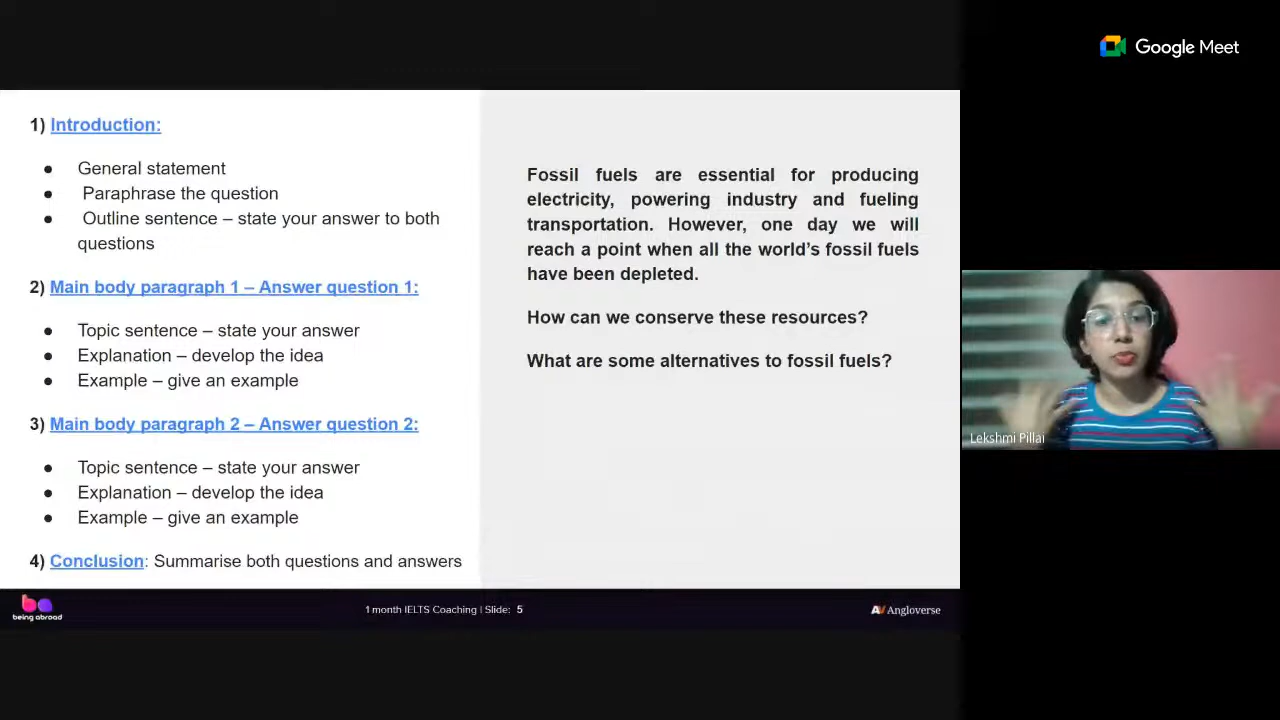 Google Meet
1) Introduction:
● General statement
● Paraphrase the question
● Outline sentence – state your answer to both
questions
2) Main body paragraph 1 – Answer question 1:
● Topic sentence – state your answer
● Explanation – develop the idea
● Example – give an example
3) Main body paragraph 2 – Answer question 2:
● Topic sentence – state your answer
● Explanation – develop the idea
● Example – give an example
4) Conclusion: Summarise both questions and answers
Fossil fuels are essential for producing
electricity, powering industry and fueling
transportation. However, one day we will
reach a point when all the world's fossil fuels
have been depleted.
How can we conserve these resources?
What are some alternatives to fossil fuels?
Lekshmi Pillai
being abroad
1 month IELTS Coaching | Slide: 5
AV Angloverse